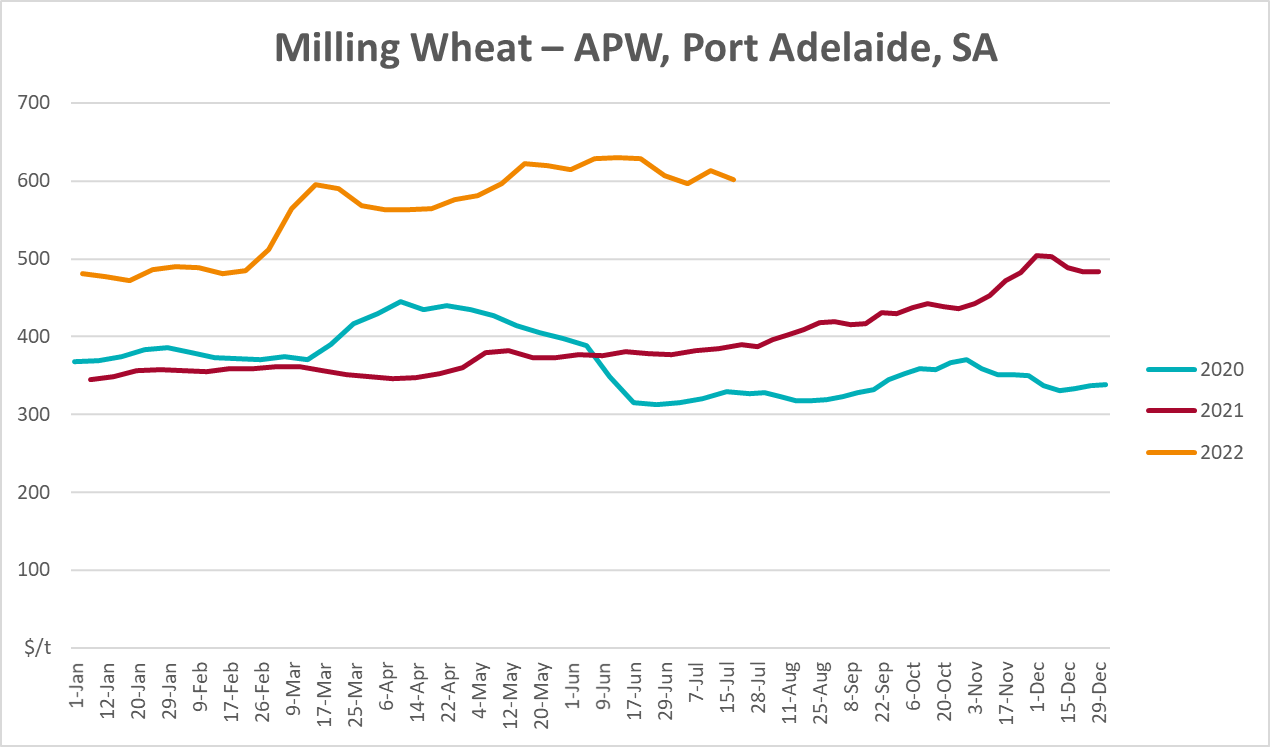 Milling Wheat – APW, Port Adelaide, SA
700
600
500
400
300
200
100
$/t
1-Jan
12-Jan
20-Jan
29-Jan
9-Feb
17-Feb
26-Feb
9-Mar
17-Mar
25-Mar
6-Apr
14-Apr
22-Apr
4-May
12-May
20-May
1-Jun
9-Jun
17-Jun
29-Jun
7-Jul
15-Jul
28-Jul
11-Aug
25-Aug
8-Sep
22-Sep
6-Oct
20-Oct
3-Nov
17-Nov
1-Dec
15-Dec
29-Dec
2020
2021
2022